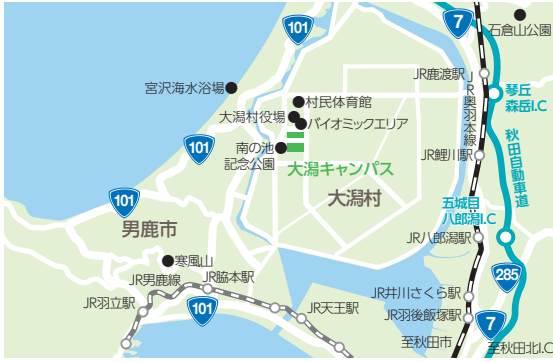 101
7
石倉山公園
JR鹿渡駅
宮沢海水浴場
琴丘
森岳I.C
村民体育館
大潟村役場
バイオミックエリア
JR奥羽本線
秋田自動車道
101
南の池
記念公園
大潟キャンパス
JR鯉川駅
大潟村
101
五城目
八郎潟I.C
男鹿市
JR八郎潟駅
寒風山
285
JR男鹿線
JR脇本駅
JR井川さくら駅
JR羽立駅
101
JR天王駅
JR羽後飯塚駅
7
至秋田市
至秋田北I.C